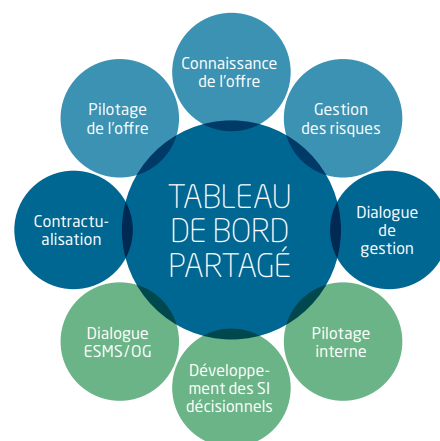 Connaissance
de l'offre
Pilotage
de l'offre
Gestion
des risques
TABLEAU
DE BORD
PARTAGÉ
Contractu-
alisation
Dialogue
de
gestion
Dialogue
ESMS/OG
Pilotage
interne
Développe-
ment des SI
décisionnels